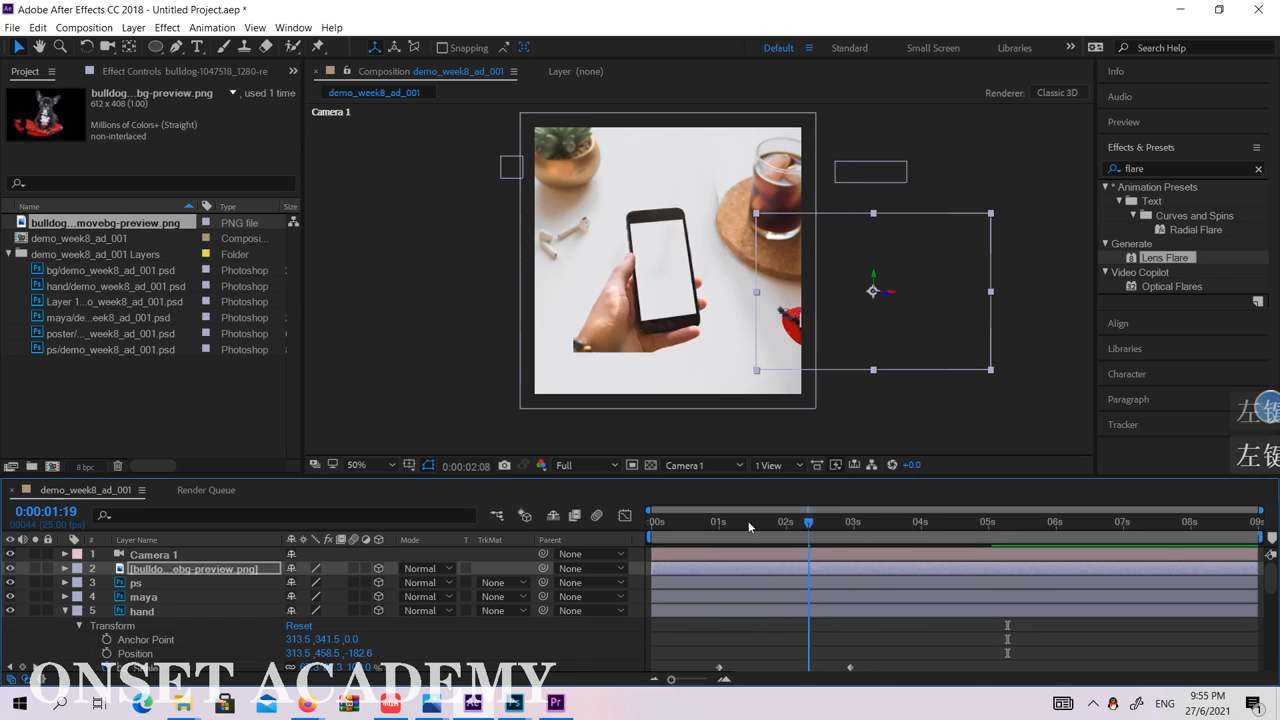 Adobe After Effects CC 2018 - Untitled Project.aep *
File Edit Composition Layer Effect Animation View Window Help
Snapping
Default
Standard
Small Screen
Libraries
Search Help
Project
Effect Controls bulldog-1047518_1280-re
Composition demo_week8_ad_001
Layer (none)
Info
demo_week8_ad_001
Renderer:
Classic 3D
bulldog...bg-preview.png
, used 1 time
612 x 408 (1.00)
Millions of Colors+ (Straight)
non-interlaced
Camera 1
Audio
Preview
Effects & Presets
flare
* Animation Presets
Text
Curves and Spins
Radial Flare
Generate
Lens Flare
Video Copilot
Optical Flares
Align
Libraries
Character
Paragraph
Tracker
Name
Type
Size
bulldog...movebg-preview.png
PNG file
demo_week8_ad_001
Composi...
demo_week8_ad_001 Layers
Folder
bg/demo_week8_ad_001.psd
Photoshop
hand/demo_week8_ad_001.psd
Photoshop
Layer 1...o_week8_ad_001.psd
Photoshop
maya/de...eek8_ad_001.psd
Photoshop
poster/...._week8_ad_001.psd
Photoshop
ps/demo_week8_ad_001.psd
Photoshop
左
左
8 bpc
50%
0:00:02:08
Full
Camera 1
1 View
+0.0
demo_week8_ad_001
Render Queue
0:00:01:19
00044 (25.00 fps)
:00s 01s 02s 03s 04s 05s 06s 07s 08s 09s
# Layer Name
Mode
T
TrkMat
Parent
1 Camera 1
None
2 [bulldo...ebg-preview.png]
Normal
None
3 ps
Normal
None
None
4 maya
Normal
None
None
5 hand
Normal
None
None
Transform
Reset
Anchor Point
313.5 ,341.5 ,0.0
Position
313.5 ,458.5 ,-182.6
ONSET ACADEMY
ENG
9:55 PM
27/6/2021